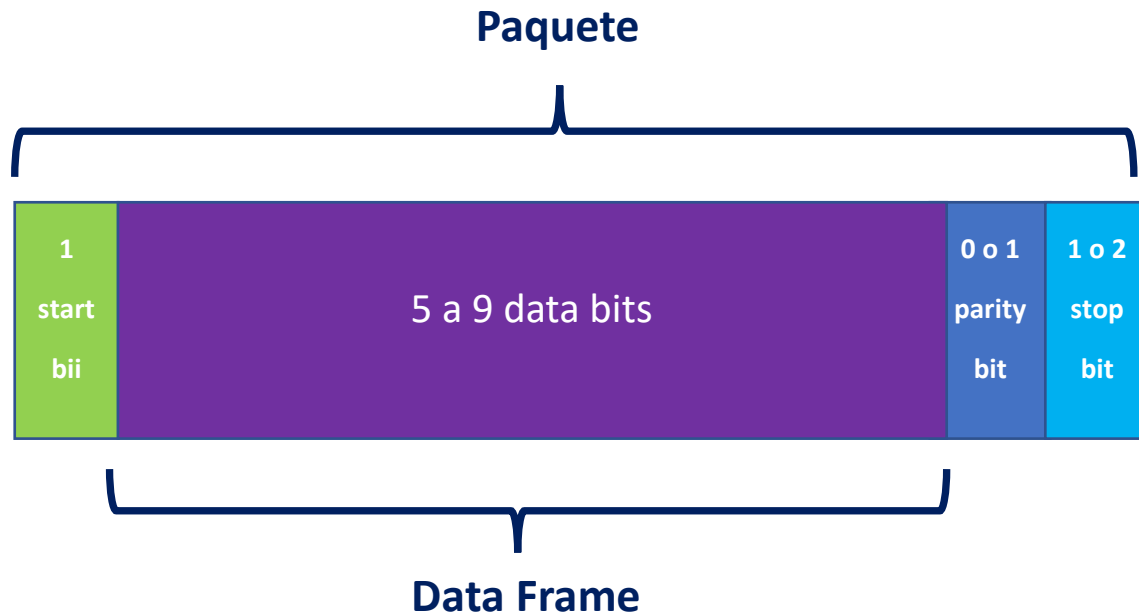 Paquete
1
start
bii
5 a 9 data bits
0 o 1
parity
bit
1 o 2
stop
bit
Data Frame